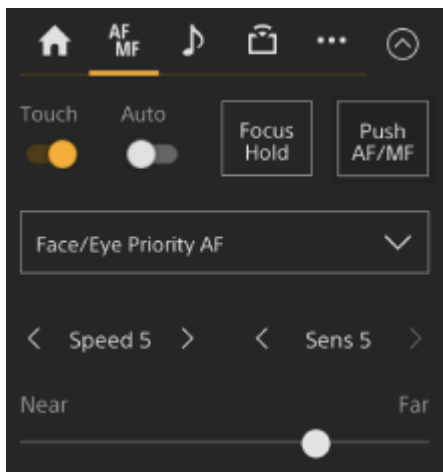 AF
MF
Touch
Auto
Focus
Hold
Push
AF/MF
Face/Eye Priority AF
Speed 5
Sens 5
Near
Far